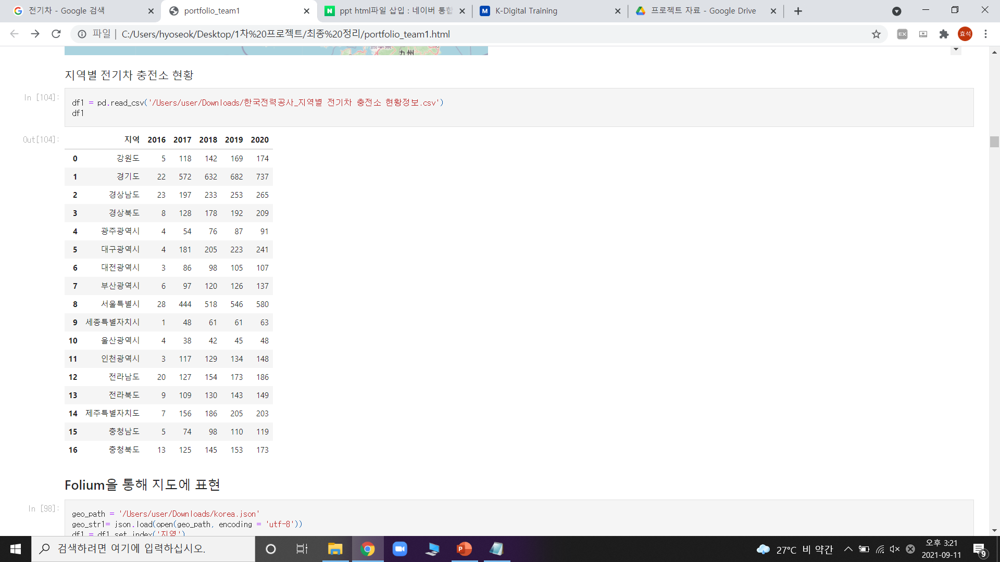 전기차 - Google 검색
portfolio_team1
ppt html파일 삽입 : 네이버 통합
K-Digital Training
프로젝트 자료 - Google Drive
파일 | C:/Users/hyoseok/Desktop/1차%20프로젝트/최종%20정리/portfolio_team1.html
EX
효석
九州
지역별 전기차 충전소 현황
In [104]:
df1 = pd.read_csv('/Users/user/Downloads/한국전력공사_지역별 전기차 충전소 현황정보.csv')
df1
Out[104]:
지역 2016 2017 2018 2019 2020
0 강원도 5 118 142 169 174
1 경기도 22 572 632 682 737
2 경상남도 23 197 233 253 265
3 경상북도 8 128 178 192 209
4 광주광역시 4 54 76 87 91
5 대구광역시 4 181 205 223 241
6 대전광역시 3 86 98 105 107
7 부산광역시 6 97 120 126 137
8 서울특별시 28 444 518 546 580
9 세종특별자치시 1 48 61 61 63
10 울산광역시 4 38 42 45 48
11 인천광역시 3 117 129 134 148
12 전라남도 20 127 154 173 186
13 전라북도 9 109 130 143 149
14 제주특별자치도 7 156 186 205 203
15 충청남도 5 74 98 110 119
16 충청북도 13 125 145 153 173
Folium을 통해 지도에 표현
In [98]:
geo_path = '/Users/user/Downloads/korea.json'
geo_str1= json.load(open(geo_path, encoding = 'utf-8'))
df1 = df1.set_index('지역')
검색하려면 여기에 입력하십시오.
27°C 비 약간
오후 3:21
2021-09-11
9